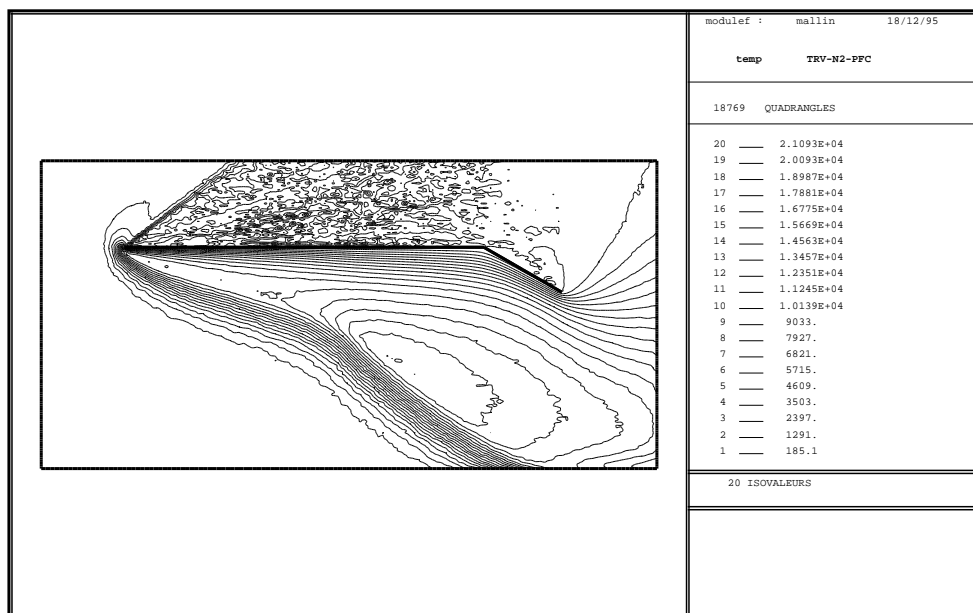 modulef : mallin 18/12/95
temp TRV-N2-PFC
18769 QUADRANGLES
20 2.1093E+04
19 2.0093E+04
18 1.8987E+04
17 1.7881E+04
16 1.6775E+04
15 1.5669E+04
14 1.4563E+04
13 1.3457E+04
12 1.2351E+04
11 1.1245E+04
10 1.0139E+04
9 9033.
8 7927.
7 6821.
6 5715.
5 4609.
4 3503.
3 2397.
2 1291.
1 185.1
20 ISOVALEURS